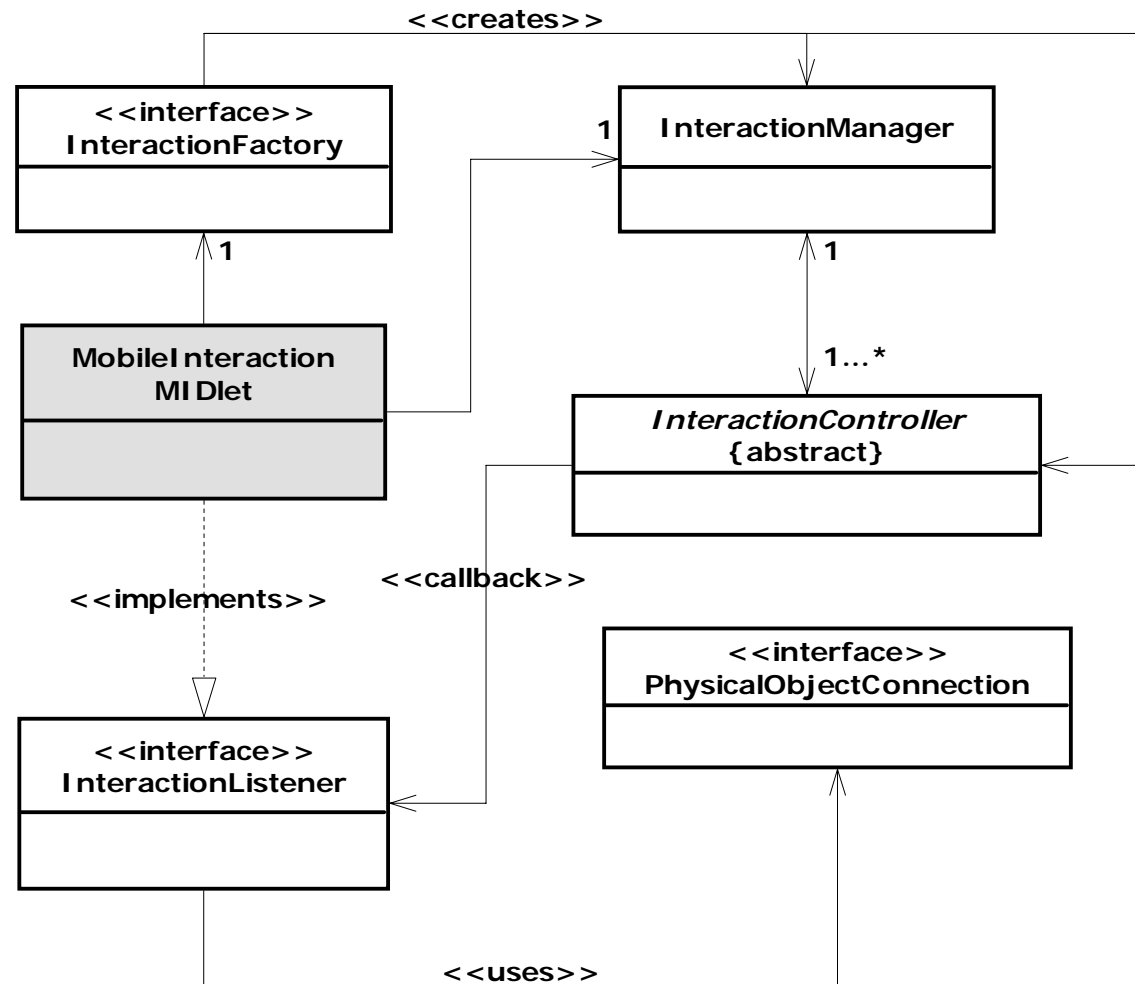 <<creates>>
<<interface>>
InteractionFactory
1
InteractionManager
1
1
MobileInteraction
MIDlet
1...*
InteractionController
{abstract}
<<callback>>
<<implements>>
<<interface>>
PhysicalObjectConnection
<<interface>>
InteractionListener
<<uses>>